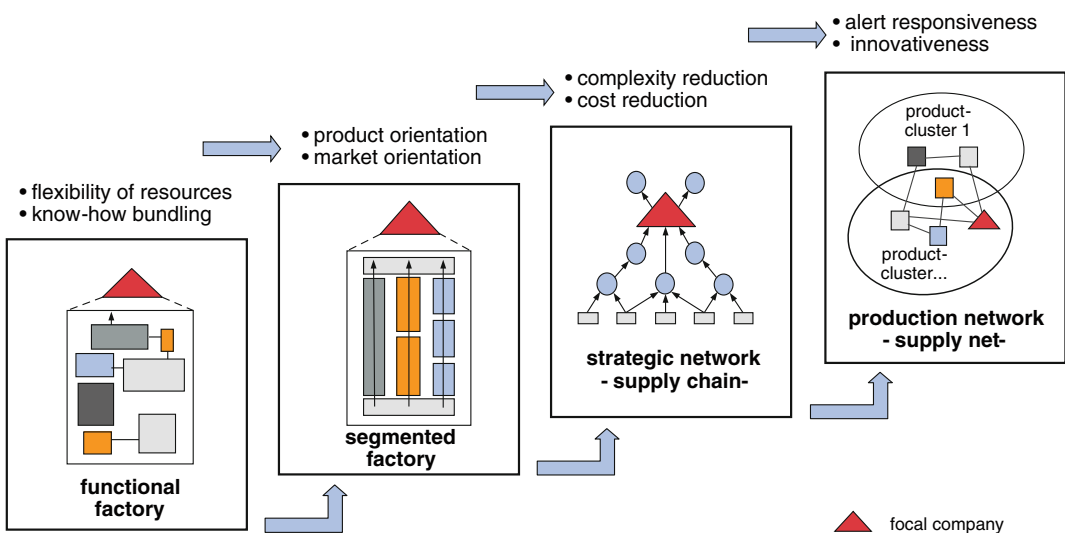 • flexibility of resources
• know-how bundling
functional
factory
• product orientation
• market orientation
segmented
factory
• complexity reduction
• cost reduction
strategic network
- supply chain-
• alert responsiveness
• innovativeness
product-
cluster 1
product-
cluster...
production network
- supply net-
focal company